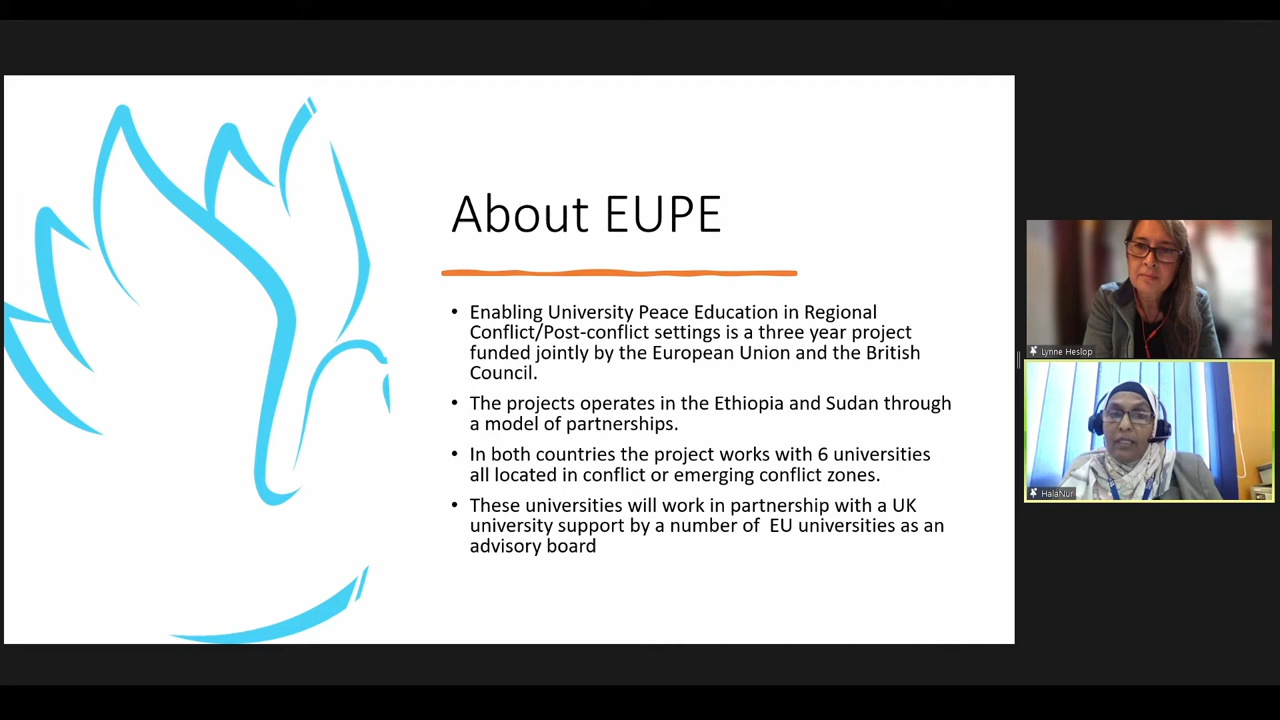 About EUPE
• Enabling University Peace Education in Regional
Conflict/Post-conflict settings is a three year project
funded jointly by the European Union and the British
Council.
• The projects operates in the Ethiopia and Sudan through
a model of partnerships.
• In both countries the project works with 6 universities
all located in conflict or emerging conflict zones.
• These universities will work in partnership with a UK
university support by a number of  EU universities as an
advisory board
Lynne Heslop
HalaNur